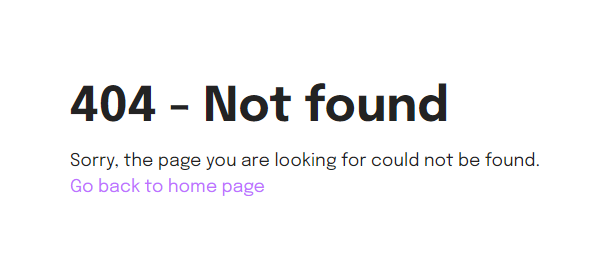 404 – Not found
Sorry, the page you are looking for could not be found.
Go back to home page